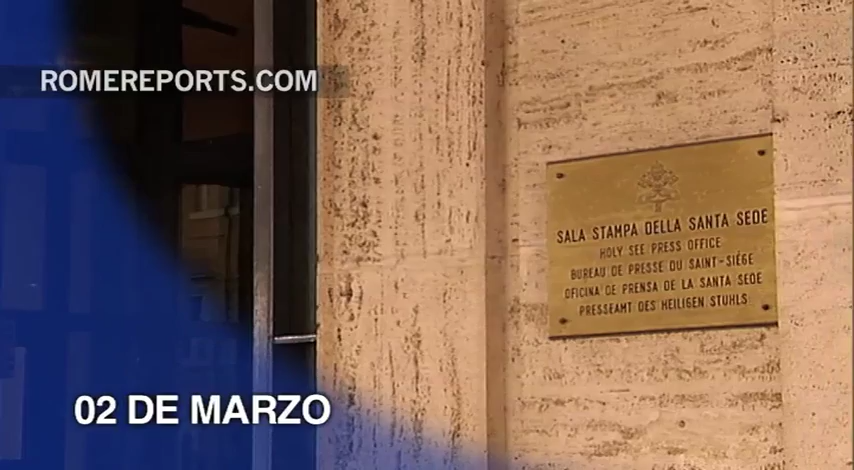 ROMEREPORTS.COM
SALA STAMPA DELLA SANTA SEDE
HOLY SEE PRESS OFFICE
BUREAU DE PRESSE DU SAINT-SIÉGE
OFICINA DE PRENSA DE LA SANTA SEDE
PRESSEAMT DES HEILIGEN STUHLS
02 DE MARZO